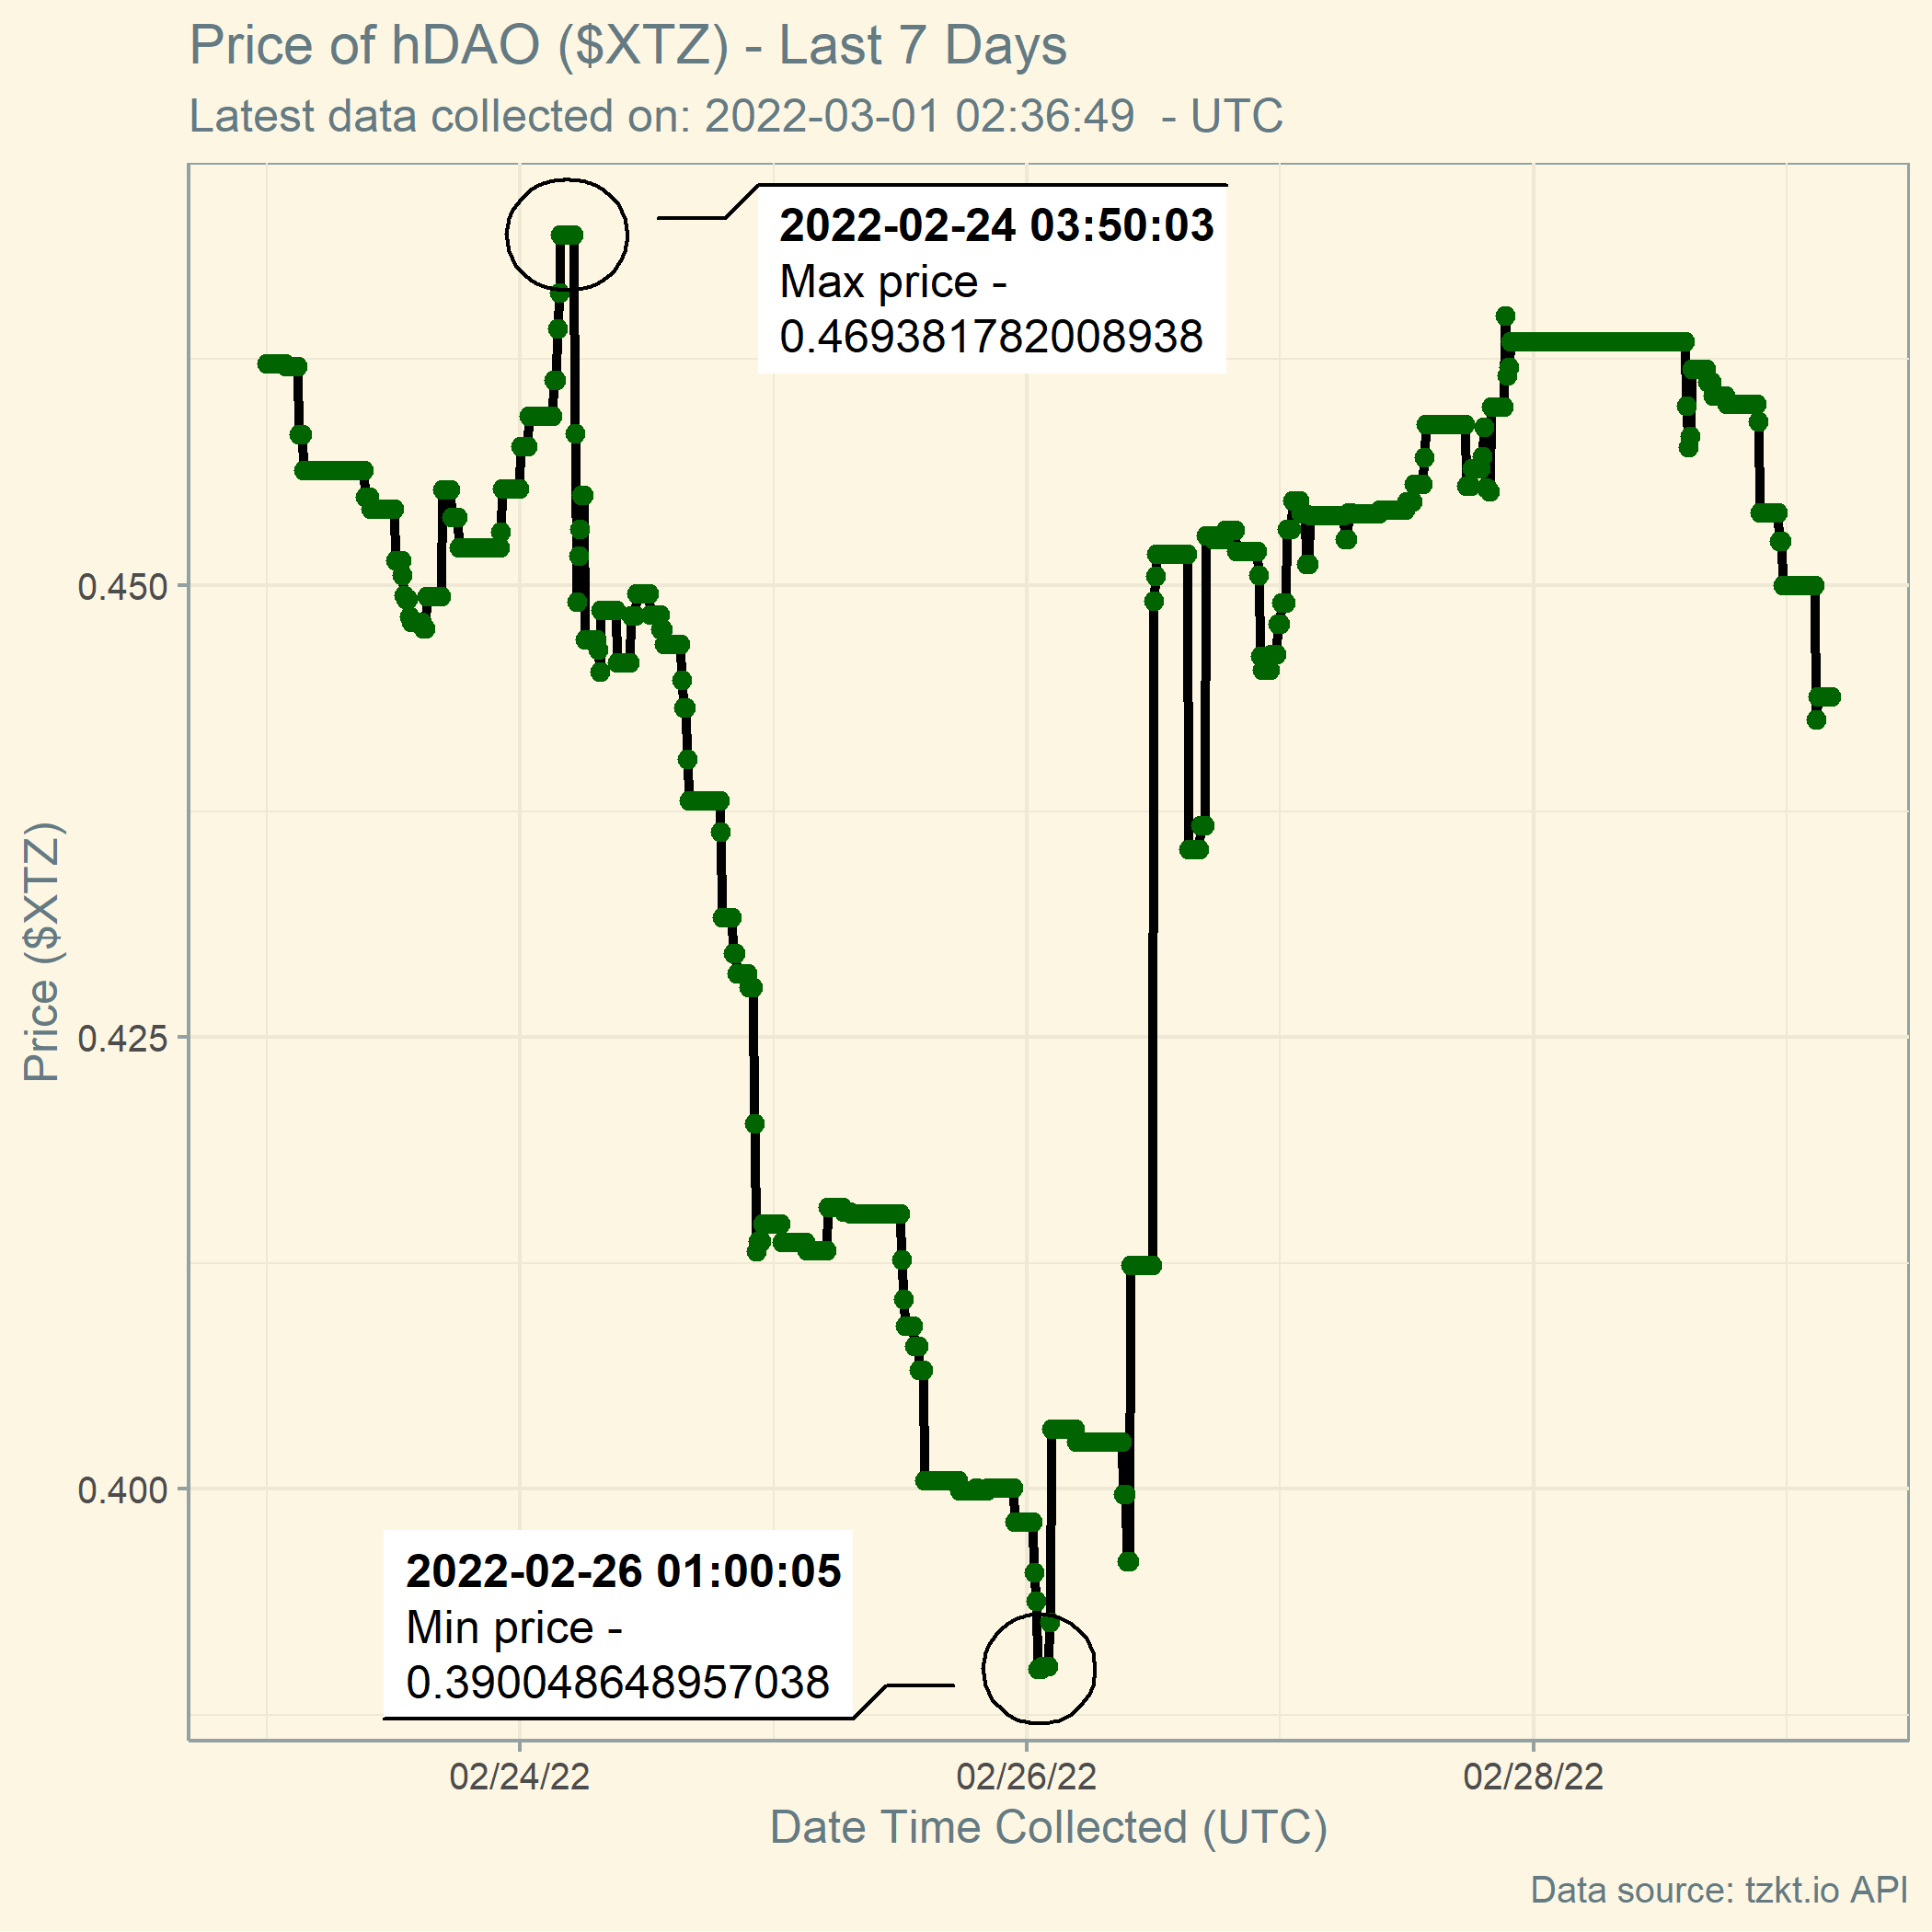 Price of hDAO ($XTZ) - Last 7 Days
Latest data collected on: 2022-03-01 02:36:49  - UTC
2022-02-24 03:50:03
Max price -
0.469381782008938
0.450
0.425
0.400
Price ($XTZ)
2022-02-26 01:00:05
Min price -
0.390048648957038
02/24/22
02/26/22
02/28/22
Date Time Collected (UTC)
Data source: tzkt.io API